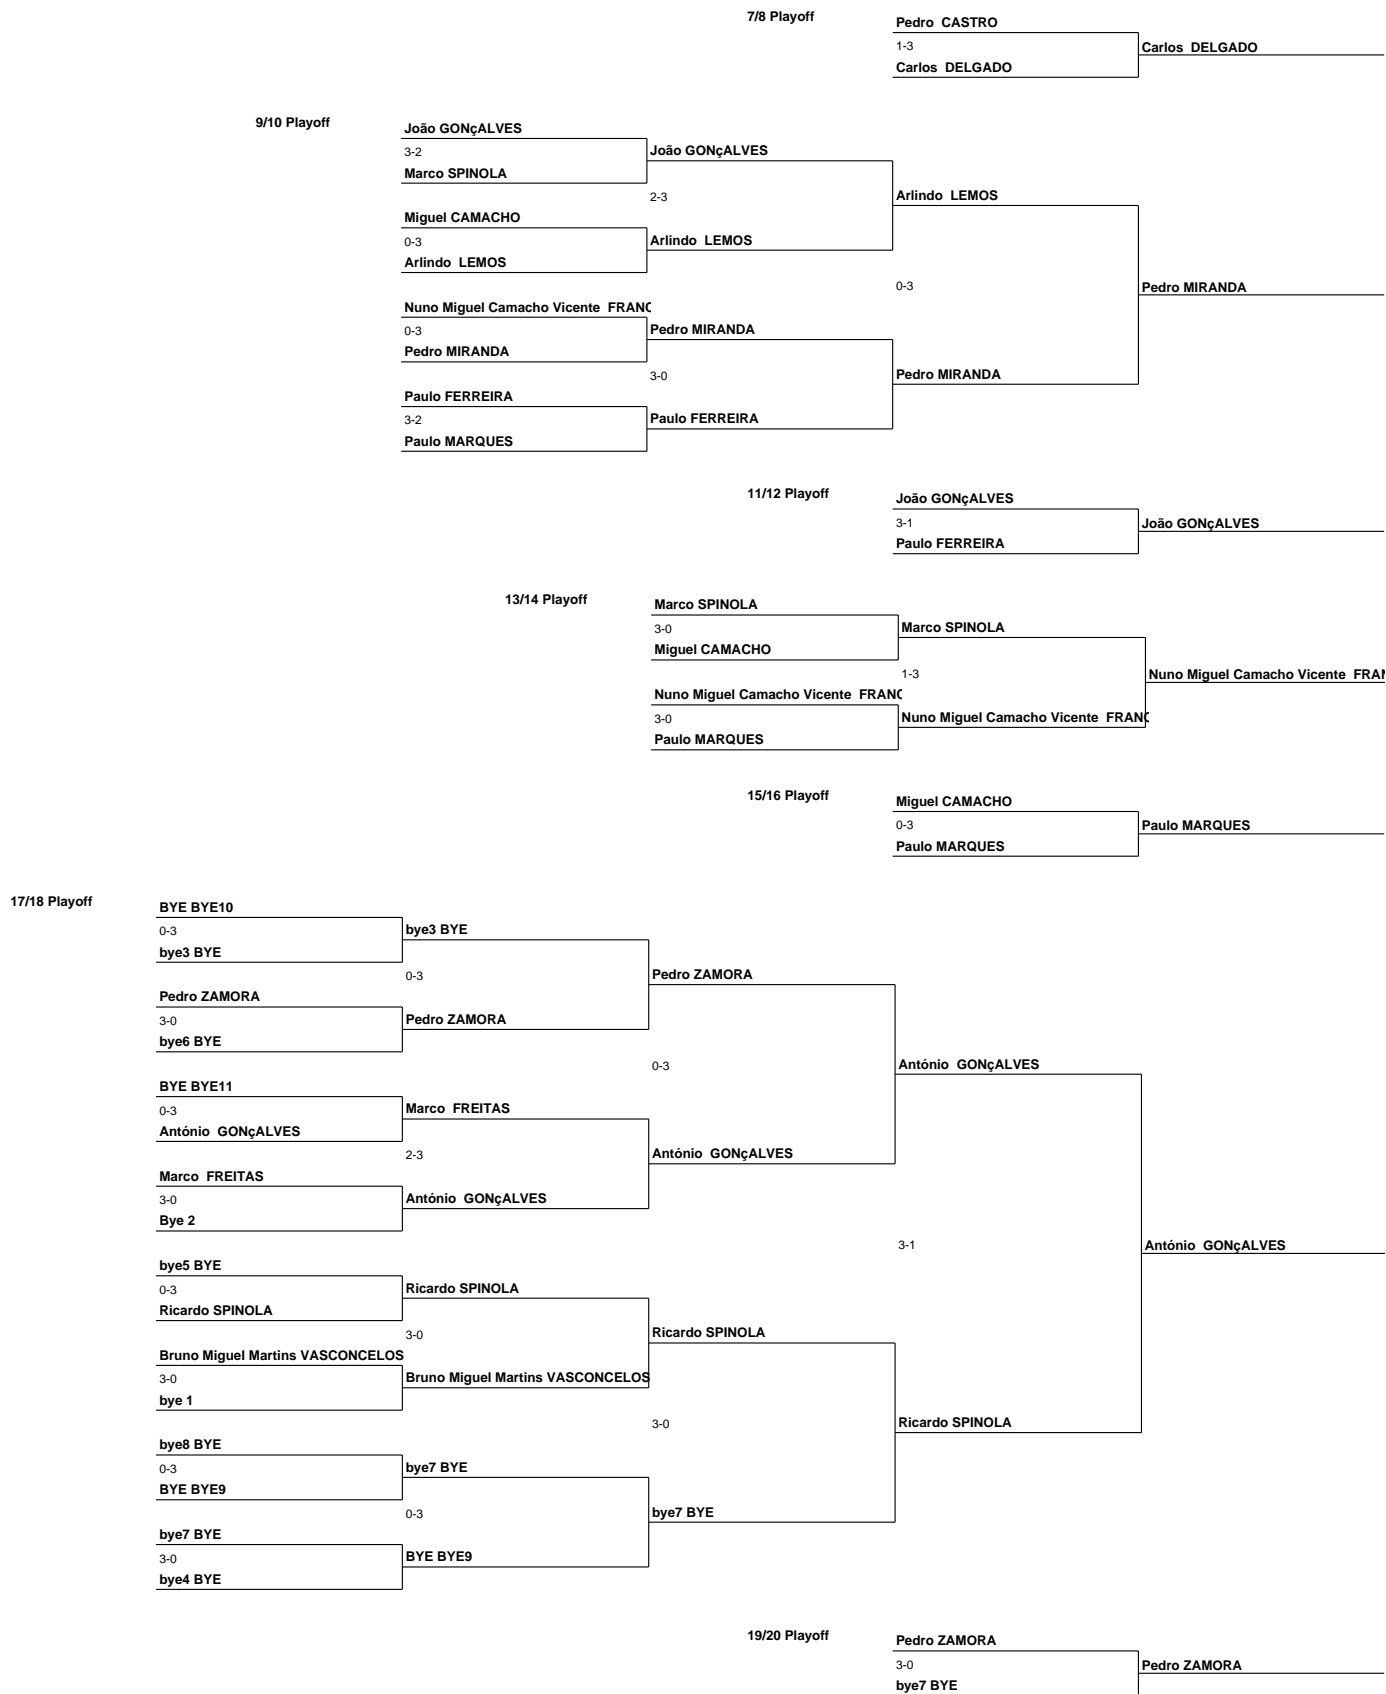 7/8 Playoff
Pedro  CASTRO
1-3
Carlos  DELGADO
Carlos  DELGADO
9/10 Playoff
João GONçALVES
3-2
João GONçALVES
Marco SPINOLA
2-3
Arlindo  LEMOS
Miguel CAMACHO
0-3
Arlindo  LEMOS
Arlindo  LEMOS
0-3
Pedro MIRANDA
Nuno Miguel Camacho Vicente  FRANC
0-3
Pedro MIRANDA
Pedro MIRANDA
3-0
Pedro MIRANDA
Paulo FERREIRA
3-2
Paulo FERREIRA
Paulo MARQUES
11/12 Playoff
João GONçALVES
3-1
João GONçALVES
Paulo FERREIRA
13/14 Playoff
Marco SPINOLA
3-0
Marco SPINOLA
Miguel CAMACHO
1-3
Nuno Miguel Camacho Vicente  FRAN
Nuno Miguel Camacho Vicente  FRANC
3-0
Nuno Miguel Camacho Vicente  FRANC
Paulo MARQUES
15/16 Playoff
Miguel CAMACHO
0-3
Paulo MARQUES
Paulo MARQUES
17/18 Playoff
BYE BYE10
0-3
bye3 BYE
bye3 BYE
0-3
Pedro ZAMORA
Pedro ZAMORA
3-0
Pedro ZAMORA
bye6 BYE
0-3
António  GONçALVES
BYE BYE11
0-3
Marco  FREITAS
António  GONçALVES
2-3
António  GONçALVES
Marco  FREITAS
3-0
António  GONçALVES
Bye 2
3-1
António  GONçALVES
bye5 BYE
0-3
Ricardo SPINOLA
Ricardo SPINOLA
3-0
Ricardo SPINOLA
Bruno Miguel Martins VASCONCELOS
3-0
Bruno Miguel Martins VASCONCELOS
bye 1
3-0
Ricardo SPINOLA
bye8 BYE
0-3
bye7 BYE
BYE BYE9
0-3
bye7 BYE
bye7 BYE
3-0
BYE BYE9
bye4 BYE
19/20 Playoff
Pedro ZAMORA
3-0
Pedro ZAMORA
bye7 BYE